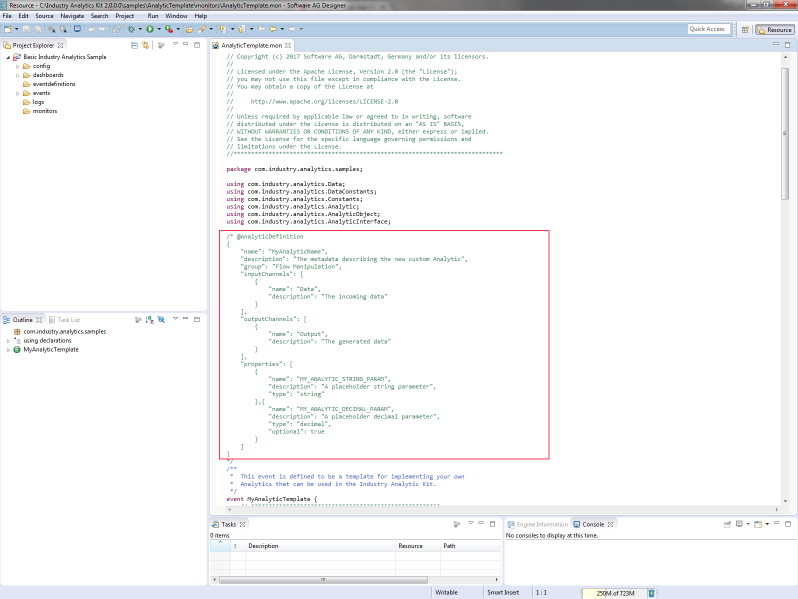 Resource - C:\Industry Analytics Kit 2.0.0.0\samples\AnalyticTemplate\monitors\AnalyticTemplate.mon - Software AG Designer
File Edit Source Navigate Search Project Run Window Help
Quick Access
Resource
Project Explorer
Basic Industry Analytics Sample
config
dashboards
eventdefinitions
events
logs
monitors
Outline
Task List
com.industry.analytics.samples
using declarations
MyAnalyticTemplate
AnalyticTemplate.mon
// Copyright (c) 2017 Software AG, Darmstadt, Germany and/or its licensors.
//
// Licensed under the Apache License, Version 2.0 (the "License");
// you may not use this file except in compliance with the License.
// You may obtain a copy of the License at
//
//     http://www.apache.org/licenses/LICENSE-2.0
//
// Unless required by applicable law or agreed to in writing, software
// distributed under the License is distributed on an "AS IS" BASIS,
// WITHOUT WARRANTIES OR CONDITIONS OF ANY KIND, either express or implied.
// See the License for the specific language governing permissions and
// limitations under the License.
package com.industry.analytics.samples;
using com.industry.analytics.Data;
using com.industry.analytics.DataConstants;
using com.industry.analytics.Constants;
using com.industry.analytics.Analytic;
using com.industry.analytics.AnalyticObject;
using com.industry.analytics.AnalyticInterface;
/* @AnalyticDefinition
{
"name": "MyAnalyticName",
"description": "The metadata describing the new custom Analytic",
"group": "Flow Manipulation",
"inputChannels": [
{
"name": "Data",
"description": "The incoming data"
}
],
"outputChannels": [
{
"name": "Output",
"description": "The generated data"
}
],
"properties": [
{
"name": "MY_ANALYTIC_STRING_PARAM",
"description": "A placeholder string parameter",
"type": "string"
},{
"name": "MY_ANALYTIC_DECIMAL_PARAM",
"description": "A placeholder decimal parameter",
"type": "decimal",
"optional": true
}
]
}
*/
/**
* This event is defined to be a template for implementing your own
* Analytics that can be used in the Industry Analytic Kit.
*/
event MyAnalyticTemplate {
Tasks
0 items
! Description Resource Path
Engine Information
Console
No consoles to display at this time.
Writable Smart Insert 1 : 1 250M of 723M